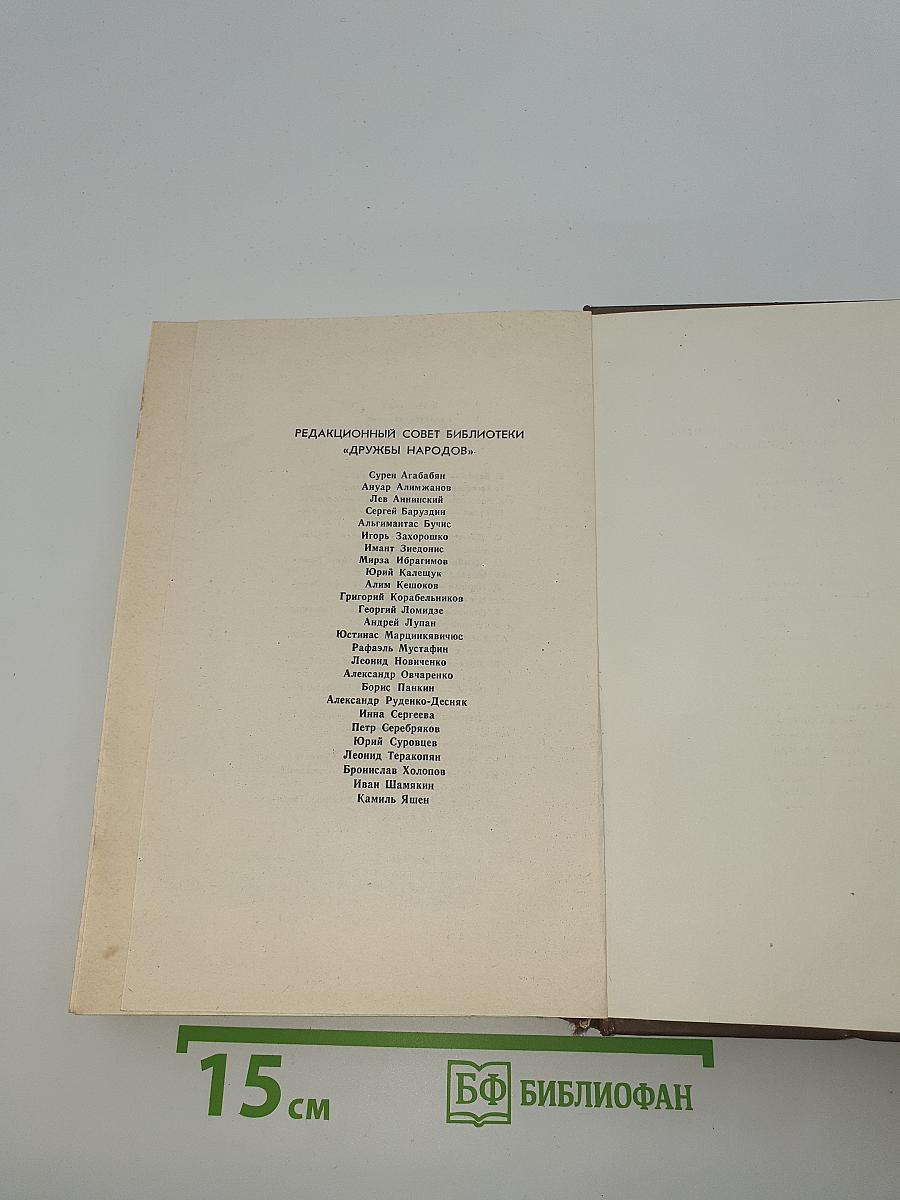 РЕДАКЦИОННЫЙ СОВЕТ БИБЛИОТЕКИ
«ДРУЖБЫ НАРОДОВ»
Сурен Агабабян
Ануар Алимжанов
Лев Аннинский
Сергей Баруздин
Альгимантас Бучис
Игорь Захорошко
Имант Зиедонис
Мирза Ибрагимов
Юрий Калещук
Алим Кешоков
Григорий Корабельников
Георгий Ломидзе
Андрей Лупан
Юстинас Марцинкявичюс
Рафаэль Мустафин
Леонид Новиченко
Александр Овчаренко
Борис Панкин
Александр Руденко-Десняк
Инна Сергеева
Петр Серебряков
Юрий Суровцев
Леонид Теракопян
Бронислав Холопов
Иван Шамякин
Камиль Яшен
15 см
БФ БИБЛИОФАН